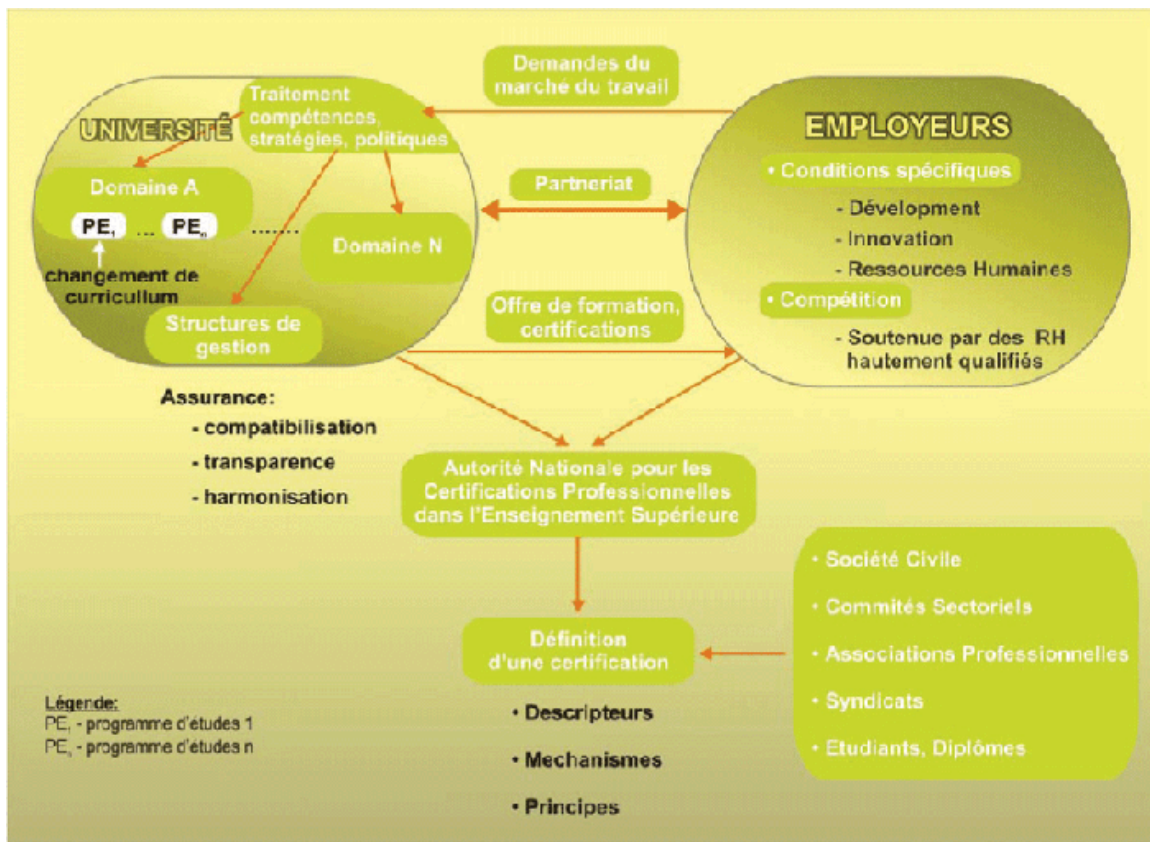 Demandes du
marché du travail
UNIVERSITÉ
Traitement
compétences,
stratégies, politiques
Domaine A
PE₁ ... PEₙ ........
Domaine N
changement de
curricullum
Structures de
gestion
Partneriat
Offre de formation,
certifications
EMPLOYEURS
• Conditions spécifiques
- Dévelopment
- Innovation
- Ressources Humaines
• Compétition
- Soutenue par des RH
hautement qualifiés
Assurance:
- compatibilisation
- transparence
- harmonisation
Autorité Nationale pour les
Certifications Professionnelles
dans l'Enseignement Supérieure
Définition
d'une certification
• Descripteurs
• Mechanismes
• Principes
• Société Civile
• Commités Sectoriels
• Associations Professionnelles
• Syndicats
• Etudiants, Diplômes
Légende:
PE₁ - programme d'études 1
PEₙ - programme d'études n